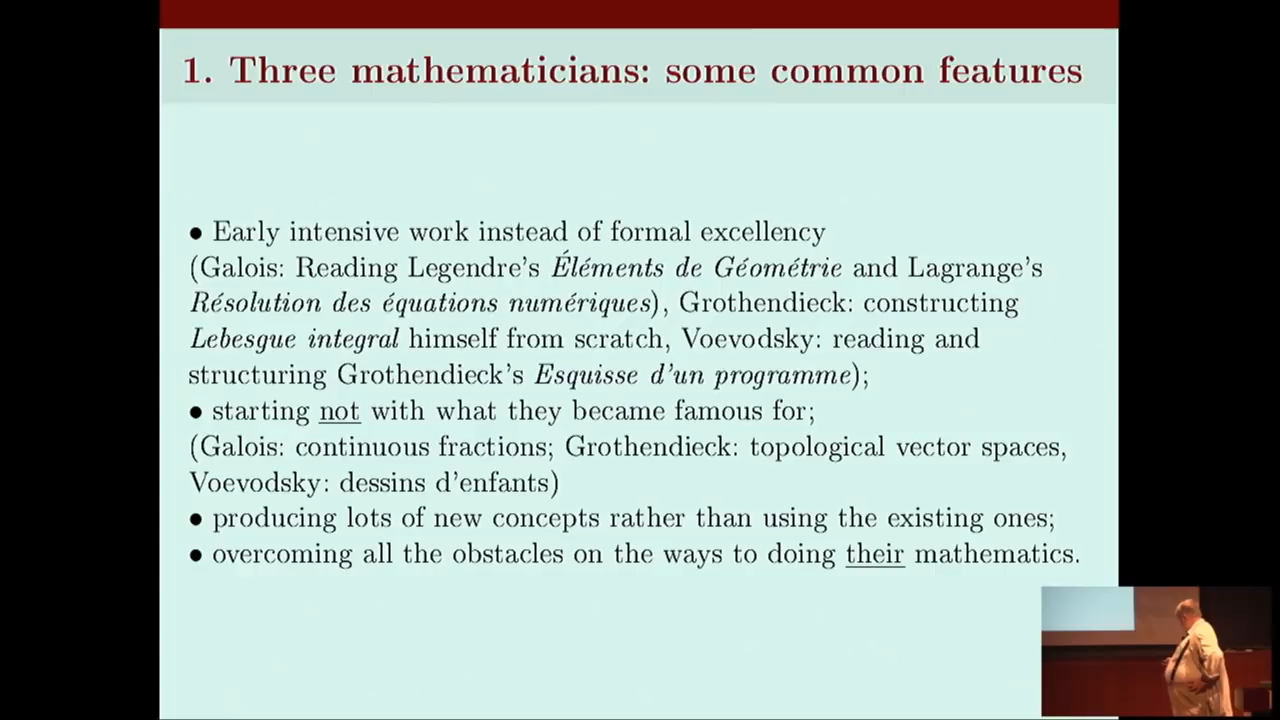 1. Three mathematicians: some common features
• Early intensive work instead of formal excellency
(Galois: Reading Legendre's Éléments de Géométrie and Lagrange's
Résolution des équations numériques), Grothendieck: constructing
Lebesgue integral himself from scratch, Voevodsky: reading and
structuring Grothendieck's Esquisse d'un programme);
• starting not with what they became famous for;
(Galois: continuous fractions; Grothendieck: topological vector spaces,
Voevodsky: dessins d'enfants)
• producing lots of new concepts rather than using the existing ones;
• overcoming all the obstacles on the ways to doing their mathematics.